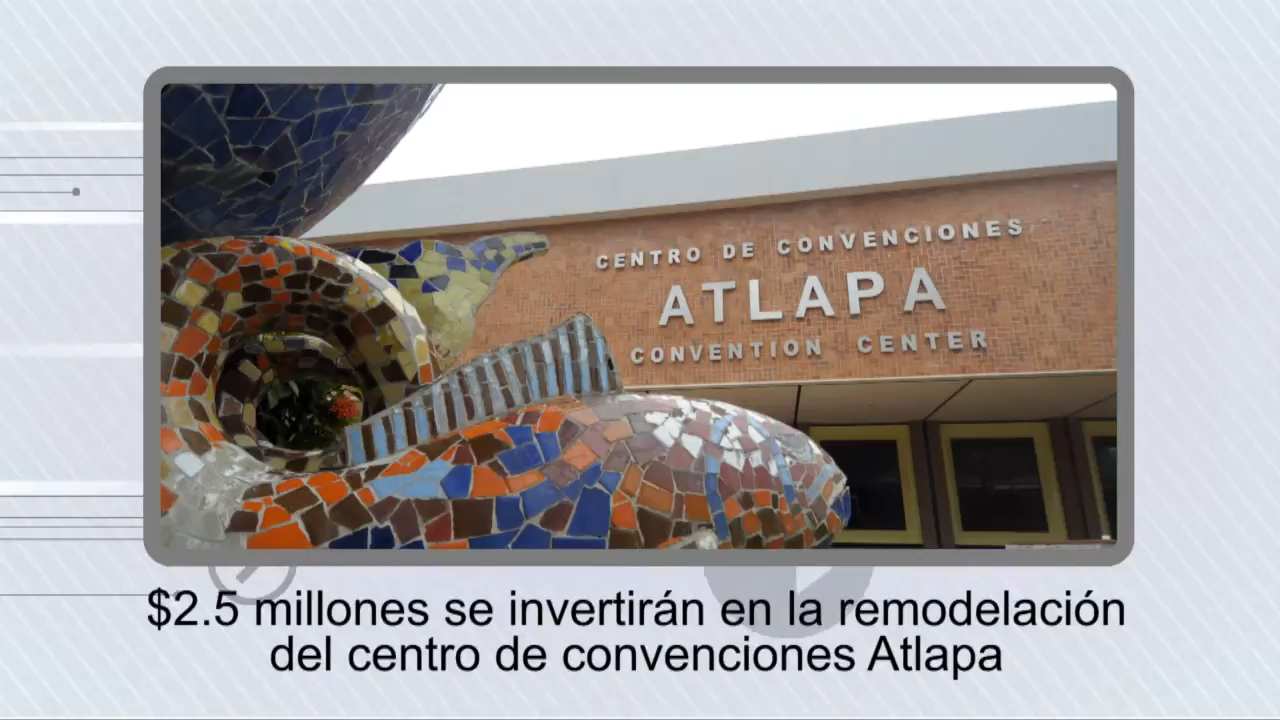 CENTRO DE CONVENCIONES
ATLAPA
CONVENTION CENTER
$2.5 millones se invertirán en la remodelación
del centro de convenciones Atlapa